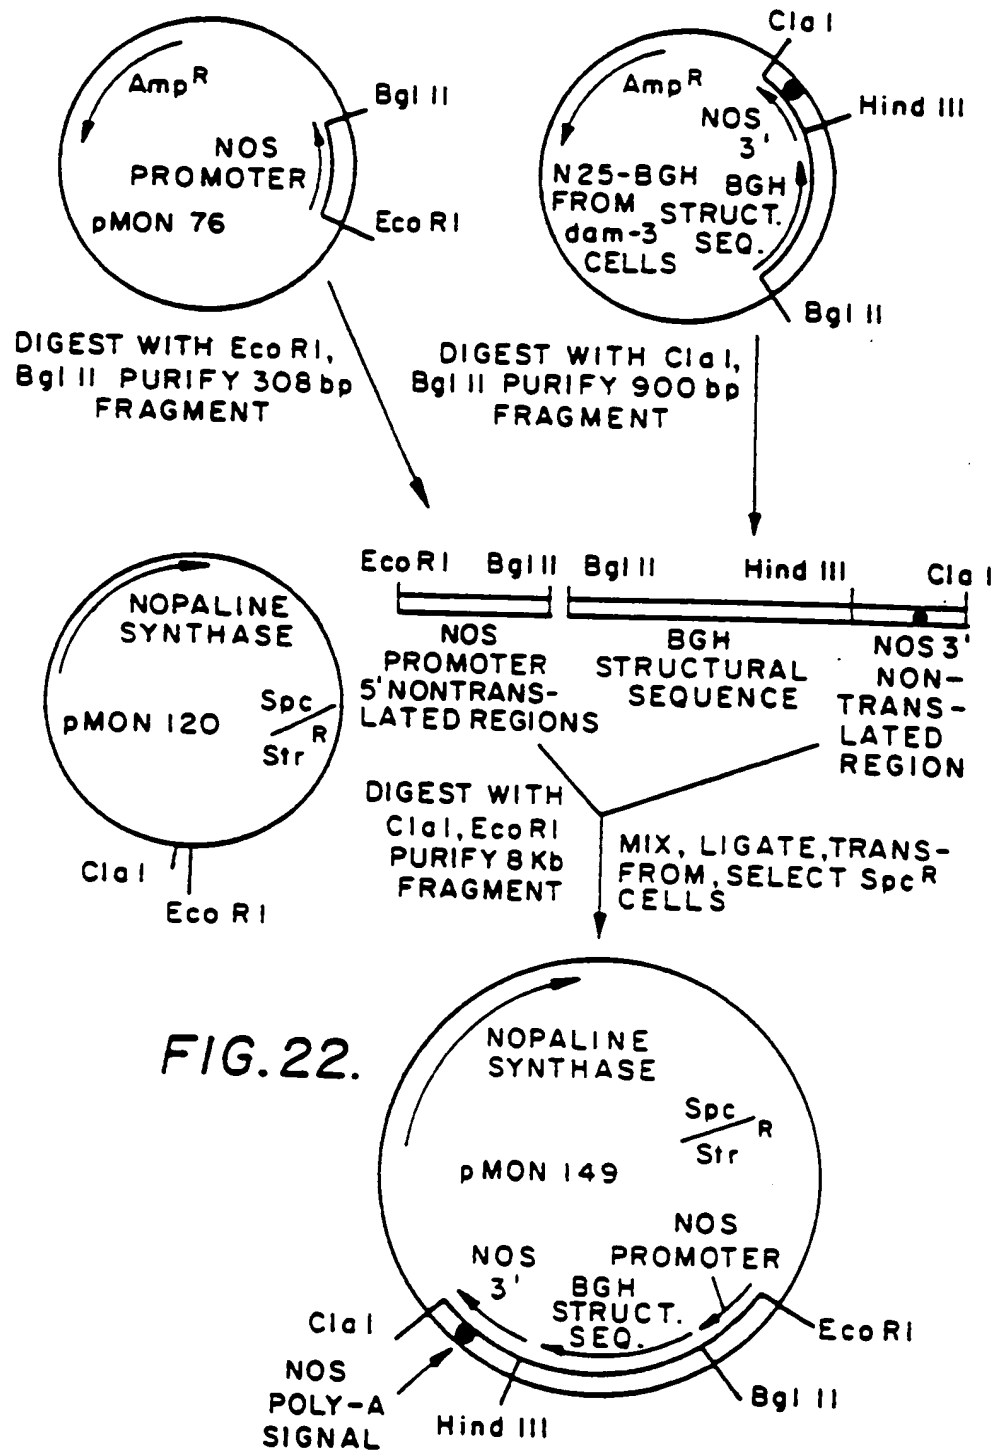 Amp R
Bgl II
NOS
PROMOTER
pMON 76
Eco RI
Cla I
Amp R
Hind III
NOS
3'
N25-BGH
FROM
dam-3
CELLS
BGH
STRUCT.
SEQ.
Bgl II
DIGEST WITH Eco RI,
Bgl II PURIFY 308 bp
FRAGMENT
DIGEST WITH Cla I,
Bgl II PURIFY 900 bp
FRAGMENT
Eco RI
Bgl II
Bgl II
Hind III
Cla I
NOS
PROMOTER
5' NONTRANS-
LATED REGIONS
BGH
STRUCTURAL
SEQUENCE
NOS 3'
NON-
TRANS-
LATED
REGION
NOPALINE
SYNTHASE
pMON 120
Spc
Str R
Cla I
Eco RI
DIGEST WITH
Cla I, Eco RI
PURIFY 8 Kb
FRAGMENT
MIX, LIGATE, TRANS-
FROM, SELECT Spc R
CELLS
FIG. 22.
NOPALINE
SYNTHASE
Spc
Str R
pMON 149
NOS
PROMOTER
NOS
3'
BGH
STRUCT.
SEQ.
Cla I
Eco RI
NOS
POLY-A
SIGNAL
Hind III
Bgl II